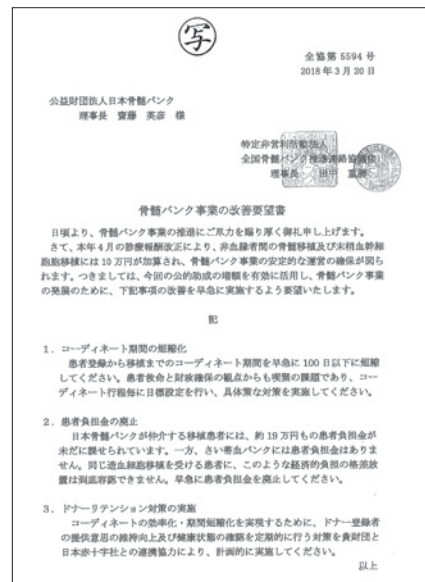 写
全協第 5594 号
2018 年 3 月 20 日
公益財団法人日本骨髄バンク
理事長 齋藤 英彦 様
特定非営利活動法人
全国骨髄バンク推進連絡協議会
理事長 田中 重勝
骨髄バンク事業の改善要望書
日頃より、骨髄バンク事業の推進にご尽力を賜り厚く御礼申し上げます。
さて、本年 4 月の診療報酬改正により、非血縁者間の骨髄移植及び末梢血幹細
胞移植には 10 万円が加算され、骨髄バンク事業の安定的な運営の確保が図ら
れます。つきましては、今回の公的助成の増額を有効に活用し、骨髄バンク事業
の発展のために、下記事項の改善を早急に実施するよう要望いたします。
記
1．コーディネート期間の短縮化
患者登録から移植までのコーディネート期間を早急に 100 日以下に短縮
してください。患者救命と財政確保の観点からも喫緊の課題であり、コー
ディネート行程毎に目標設定を行い、具体策な対策を実施してください。
2．患者負担金の廃止
日本骨髄バンクが仲介する移植患者には、約 19 万円もの患者負担金が
未だに課せられています。一方、さい帯血バンクには患者負担金はありま
せん。同じ造血細胞移植を受ける患者に、このような経済的負担の格差放
置は到底容認できません。早急に患者負担金を廃止してください。
3．ドナーリテンション対策の実施
コーディネートの効率化・期間短縮化を実現するために、ドナー登録者
の提供意思の維持向上及び健康状態の確認を定期的に行う対策を貴財団と
日本赤十字社との連携協力により、計画的に実施してください。
以上